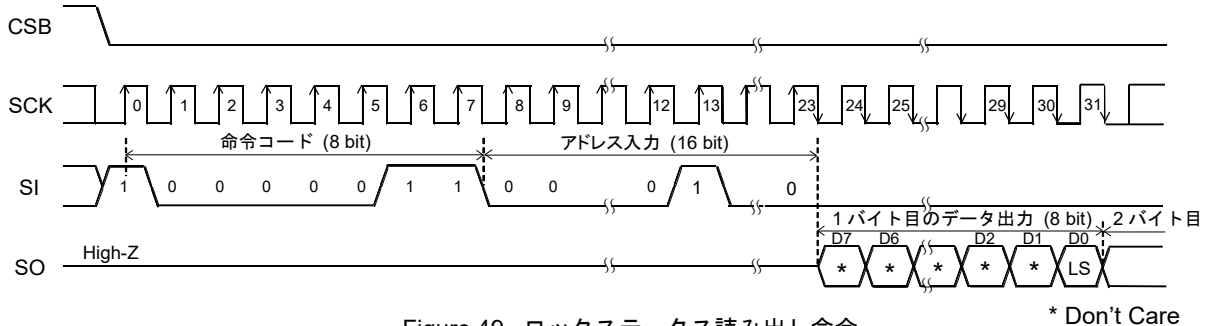 CSB
SCK 0 1 2 3 4 5 6 7 8 9 12 13 23 24 25 29 30 31
命令コード (8 bit) アドレス入力 (16 bit)
SI 1 0 0 0 0 0 1 1 0 0 0 1 0
1 バイト目のデータ出力 (8 bit) 2 バイト目
D7 D6 D2 D1 D0
High-Z
SO * * * * * LS
* Don't Care